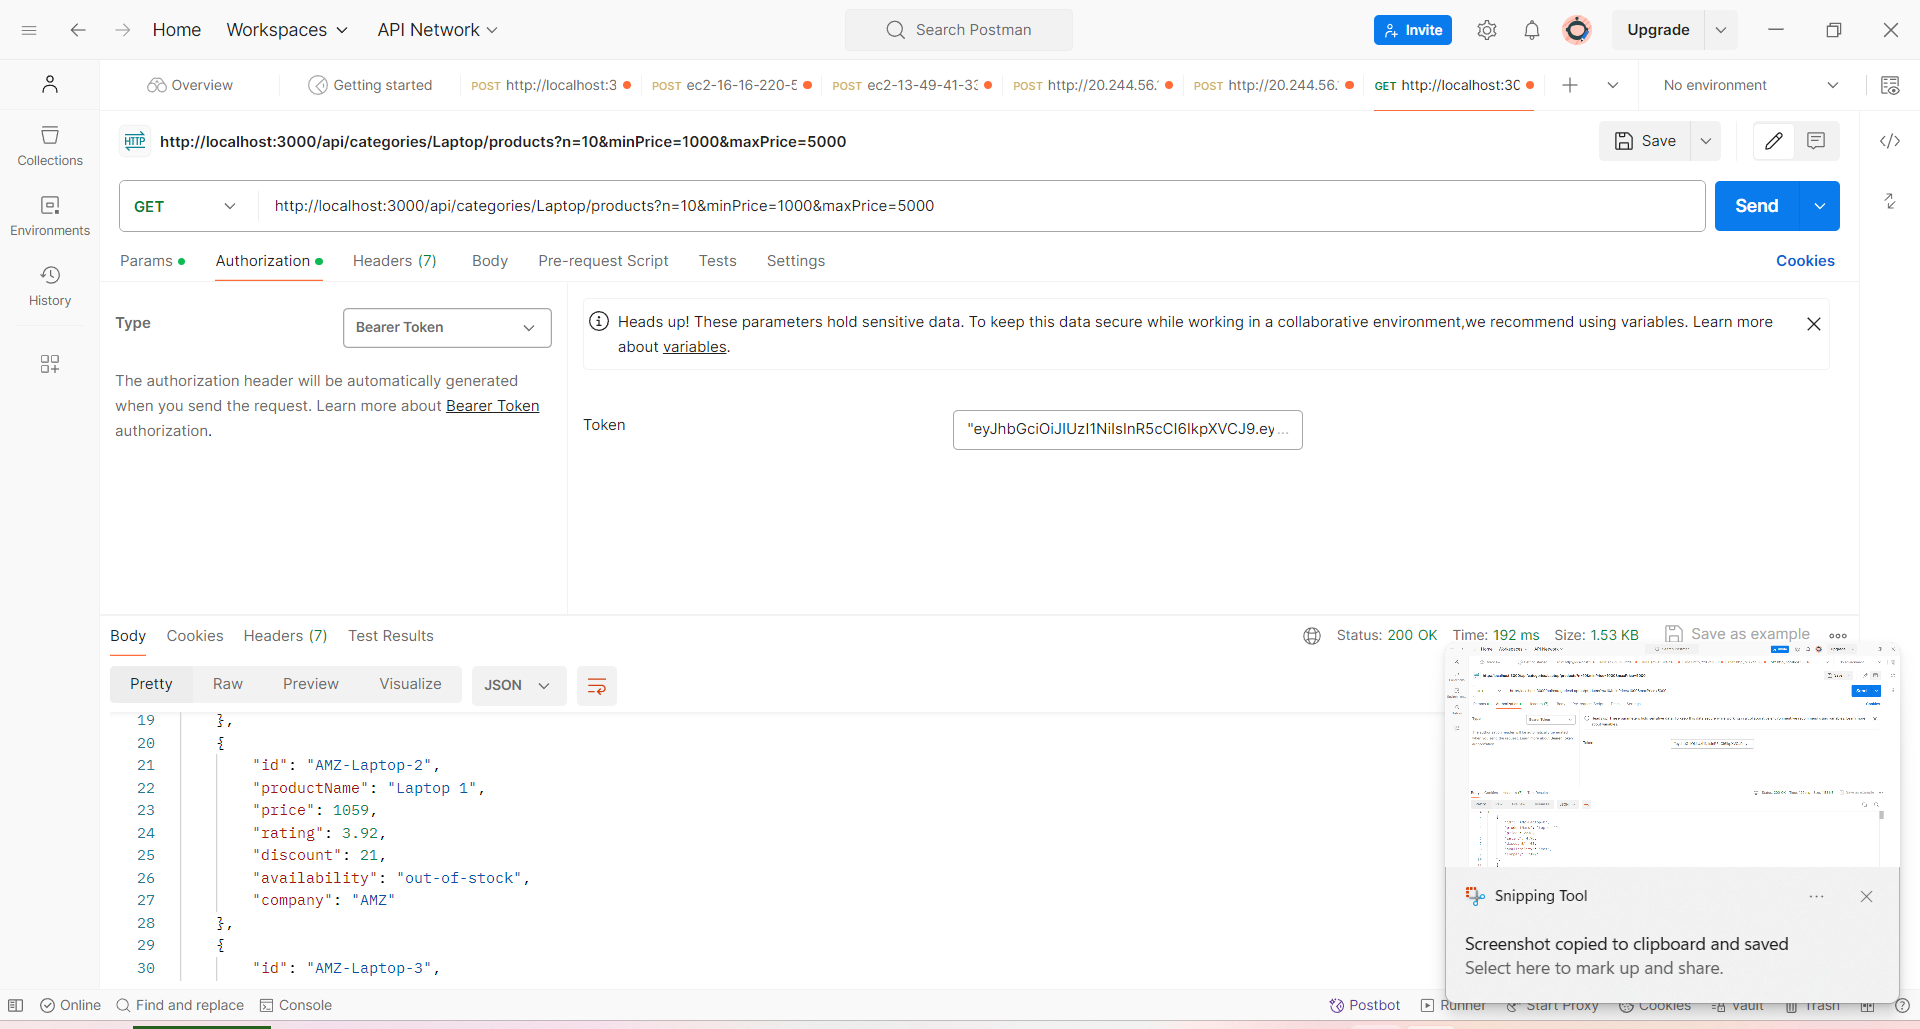 Home Workspaces API Network Search Postman Invite Upgrade
Overview Getting started POST http://localhost:3 POST ec2-16-16-220-5 POST ec2-13-49-41-33 POST http://20.244.56. POST http://20.244.56. GET http://localhost:30 No environment
HTTP http://localhost:3000/api/categories/Laptop/products?n=10&minPrice=1000&maxPrice=5000 Save
Collections
Environments
History
GET http://localhost:3000/api/categories/Laptop/products?n=10&minPrice=1000&maxPrice=5000 Send
Params Authorization Headers (7) Body Pre-request Script Tests Settings Cookies
Type Bearer Token
The authorization header will be automatically generated
when you send the request. Learn more about Bearer Token
authorization.
Heads up! These parameters hold sensitive data. To keep this data secure while working in a collaborative environment,we recommend using variables. Learn more
about variables.
Token "eyJhbGciOiJIUzI1NiIsInR5cCI6IkpXVCJ9.ey...
Body Cookies Headers (7) Test Results Status: 200 OK Time: 192 ms Size: 1.53 KB Save as example
Pretty Raw Preview Visualize JSON
19 },
20 {
21 "id": "AMZ-Laptop-2",
22 "productName": "Laptop 1",
23 "price": 1059,
24 "rating": 3.92,
25 "discount": 21,
26 "availability": "out-of-stock",
27 "company": "AMZ"
28 },
29 {
30 "id": "AMZ-Laptop-3",
Snipping Tool
Screenshot copied to clipboard and saved
Select here to mark up and share.
Online Find and replace Console Postbot Runner Start Proxy Cookies Vault Trash